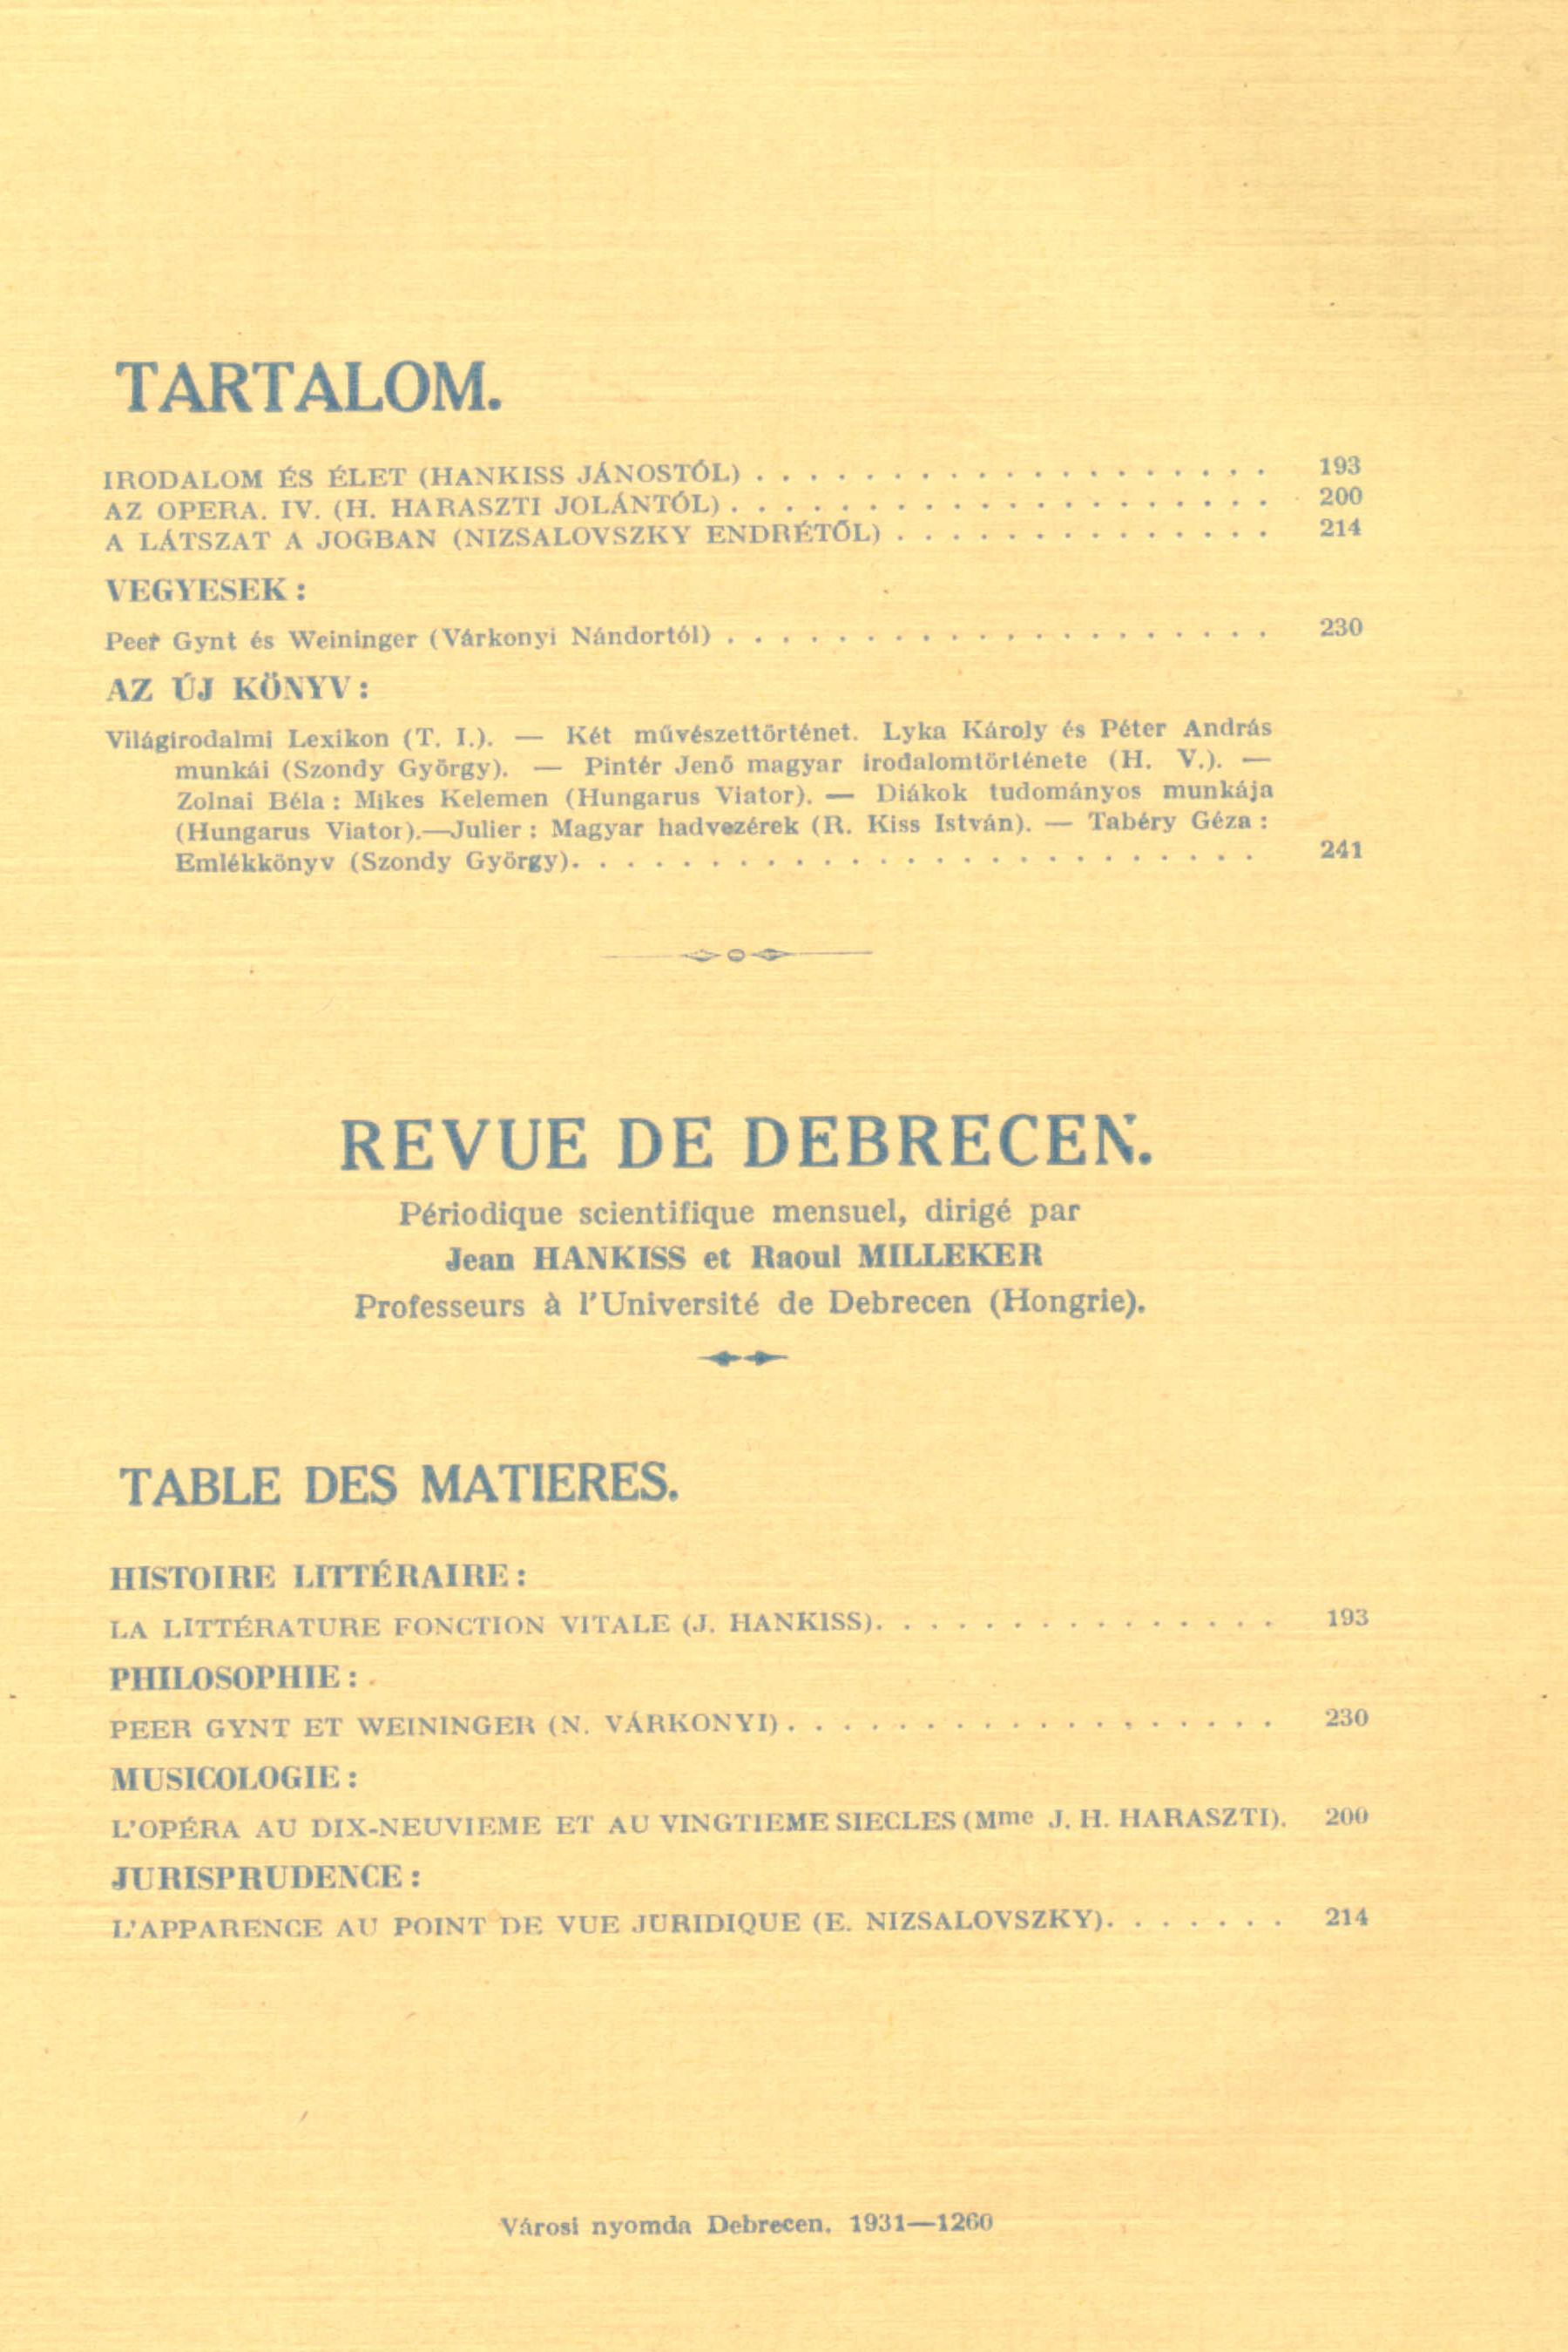 TARTALOM.
IRODALOM ÉS ÉLET (HANKISS JÁNOSTÓL) . . . . . . . . . . . . . . . . . . . 193
AZ OPERA. IV. (H. HARASZTI JOLÁNTÓL) . . . . . . . . . . . . . . . . . . . . 200
A LÁTSZAT A JOGBAN (NIZSALOVSZKY ENDRÉTŐL) . . . . . . . . . . . . . . 214
VEGYESEK :
Peer Gynt és Weininger (Várkonyi Nándortól) . . . . . . . . . . . . . . . . . . . . 230
AZ ÚJ KÖNYV :
Világirodalmi Lexikon (T. I.). — Két művészettörténet. Lyka Károly és Péter András
munkái (Szondy György). — Pintér Jenő magyar irodalomtörténete (H. V.). —
Zolnai Béla : Mikes Kelemen (Hungarus Viator). — Diákok tudományos munkája
(Hungarus Viator).—Julier : Magyar hadvezérek (R. Kiss István). — Tabéry Géza :
Emlékkönyv (Szondy György). . . . . . . . . . . . . . . . . . . . . . . . . 241
REVUE DE DEBRECEN.
Périodique scientifique mensuel, dirigé par
Jean HANKISS et Raoul MILLEKER
Professeurs à l'Université de Debrecen (Hongrie).
TABLE DES MATIERES.
HISTOIRE LITTÉRAIRE :
LA LITTÉRATURE FONCTION VITALE (J. HANKISS). . . . . . . . . . . . . . . 193
PHILOSOPHIE :
PEER GYNT ET WEININGER (N. VÁRKONYI) . . . . . . . . . . . . . . . . . . 230
MUSICOLOGIE :
L'OPÉRA AU DIX-NEUVIEME ET AU VINGTIEME SIECLES (Mme J. H. HARASZTI). 200
JURISPRUDENCE :
L'APPARENCE AU POINT DE VUE JURIDIQUE (E. NIZSALOVSZKY). . . . . . . 214
Városi nyomda Debrecen. 1931—1260